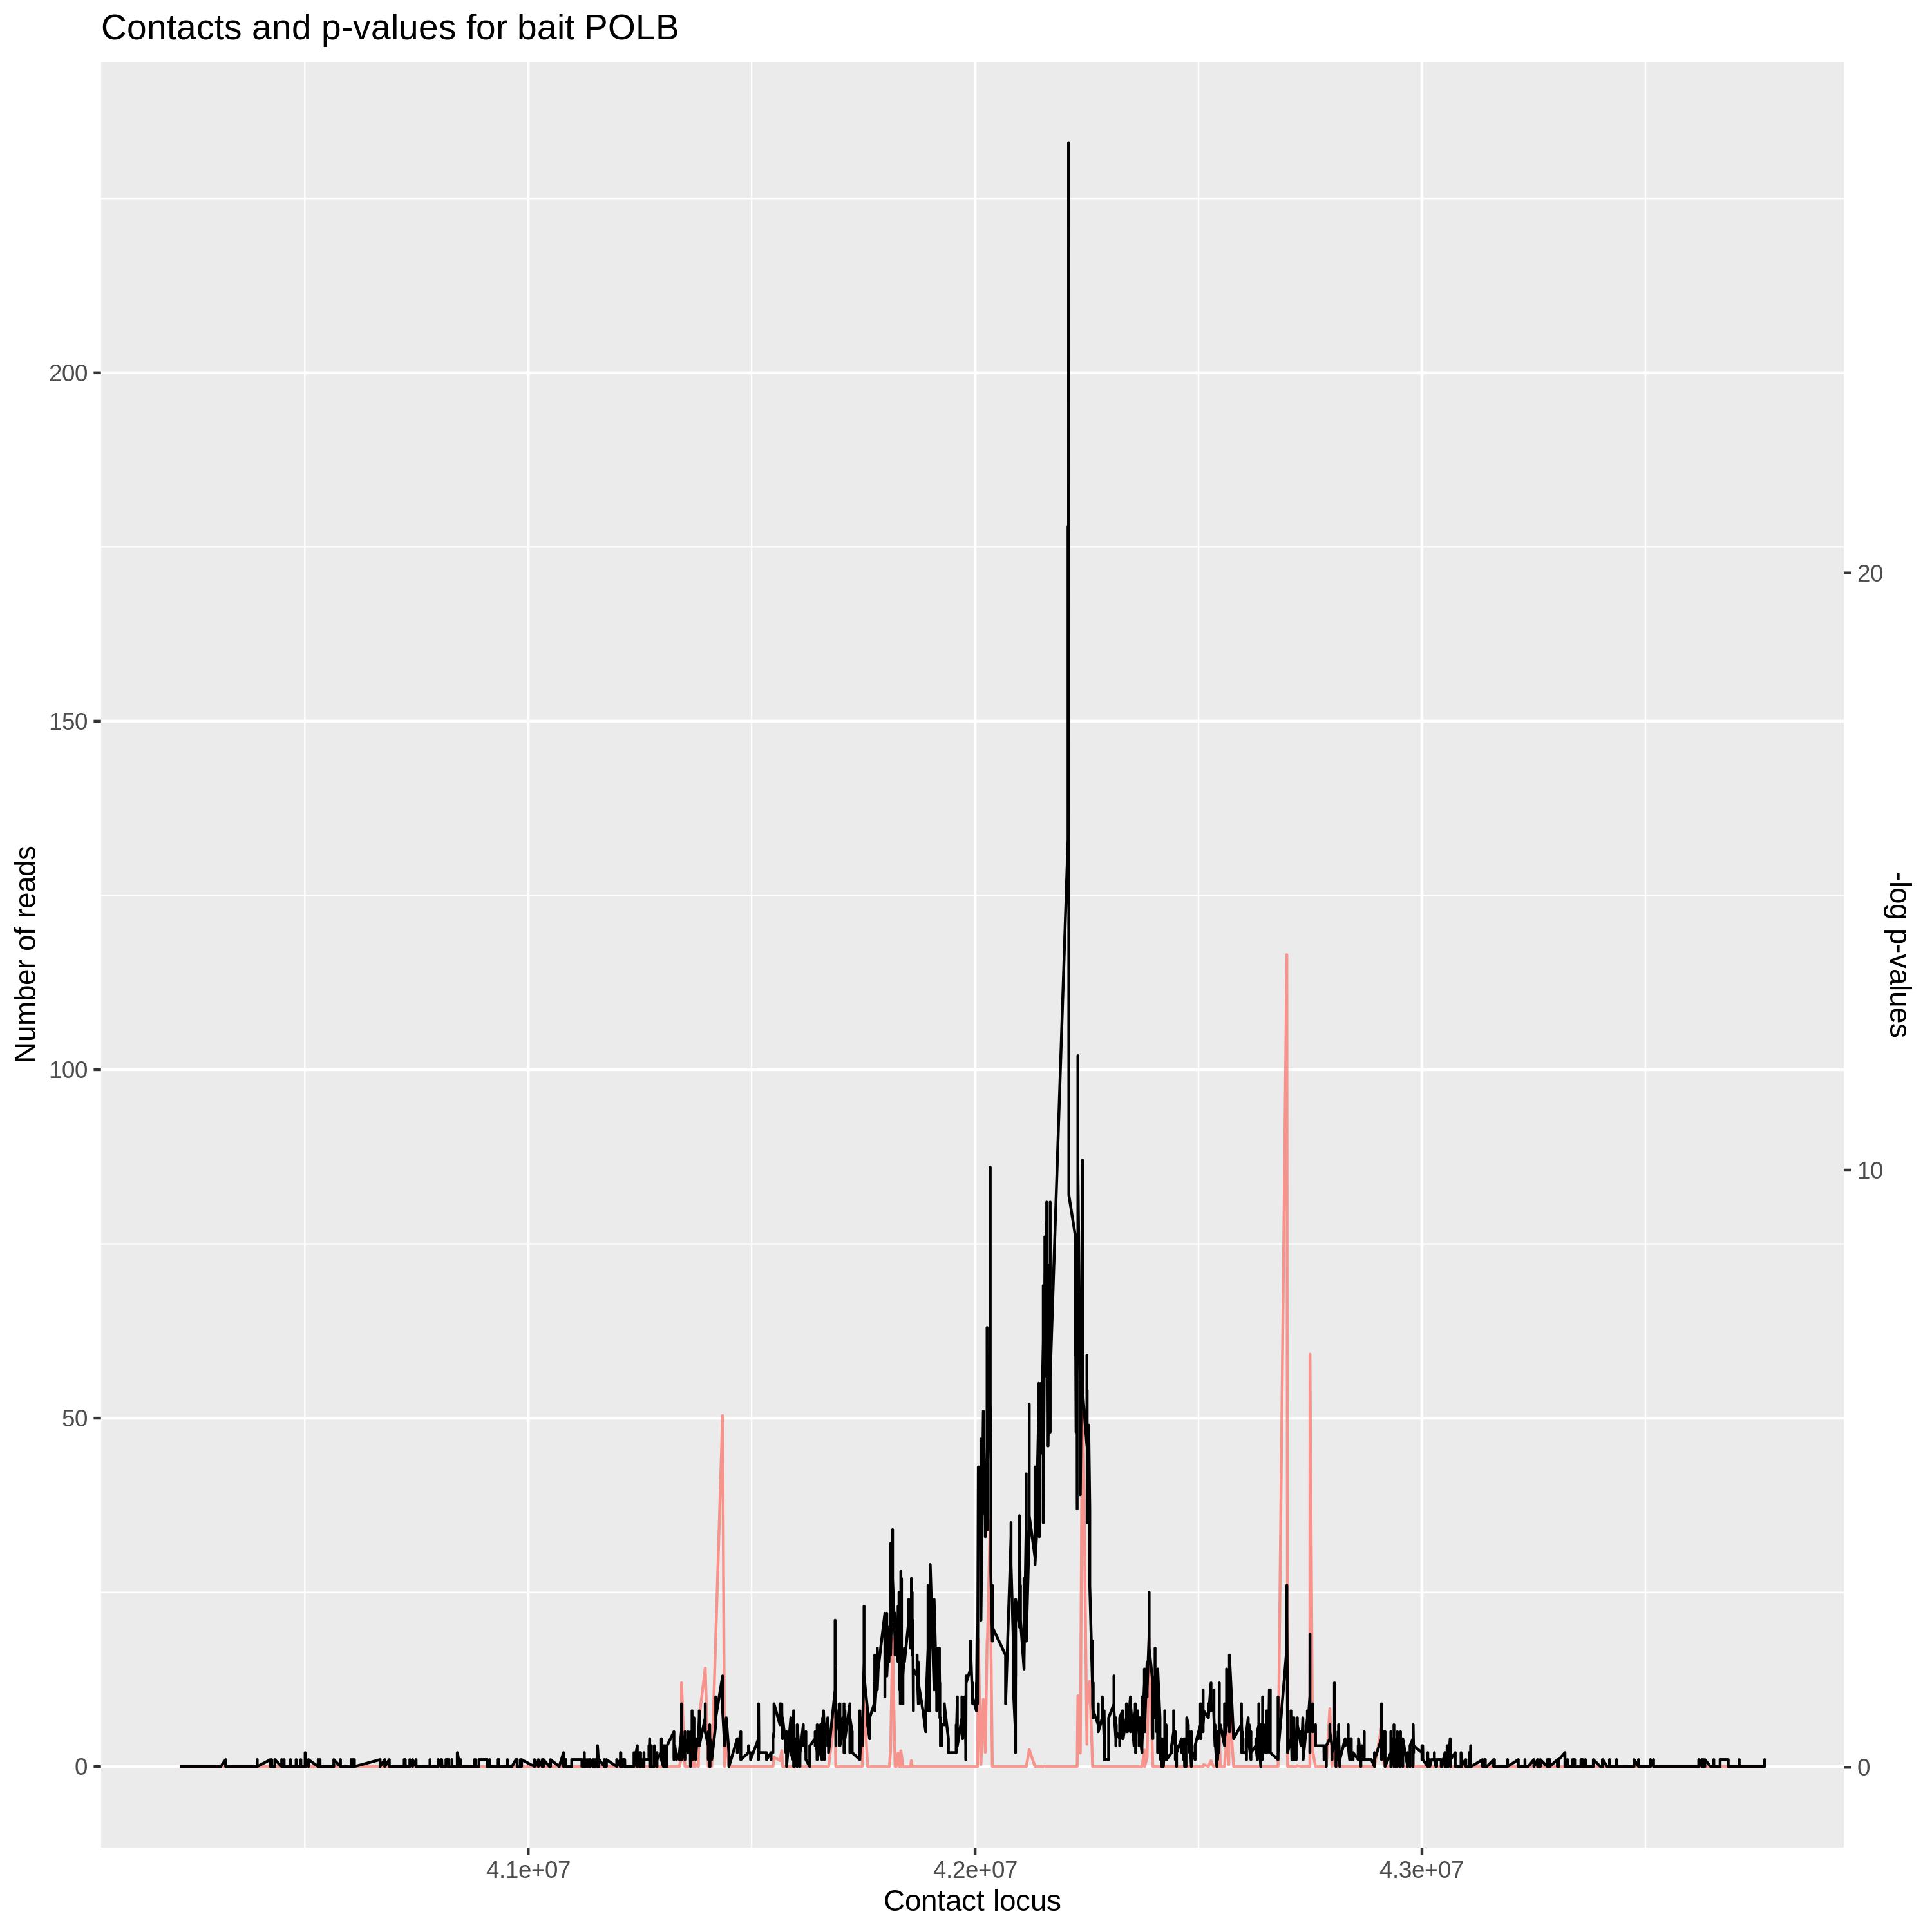 Contacts and p-values for bait POLB
200
150
100
50
0
Number of reads
20
10
0
-log p-values
4.1e+07
4.2e+07
4.3e+07
Contact locus